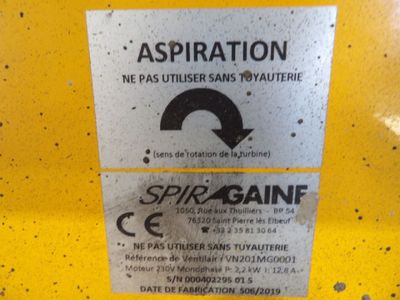 ASPIRATION
NE PAS UTILISER SANS TUYAUTERIE
(sens de rotation de la turbine)
SPIRAGAINE
CE
1050, Rue aux Thuilliers - BP 54
76320 Saint Pierre lès Elbeuf
☎ +33 2 35 81 30 64
NE PAS UTILISER SANS TUYAUTERIE
Référence de Ventilair / VN201MG0001
Moteur 230V Monophasé P: 2,2 kW I: 12,8 A
S/N 000402295 01 S
DATE DE FABRICATION S06/2019